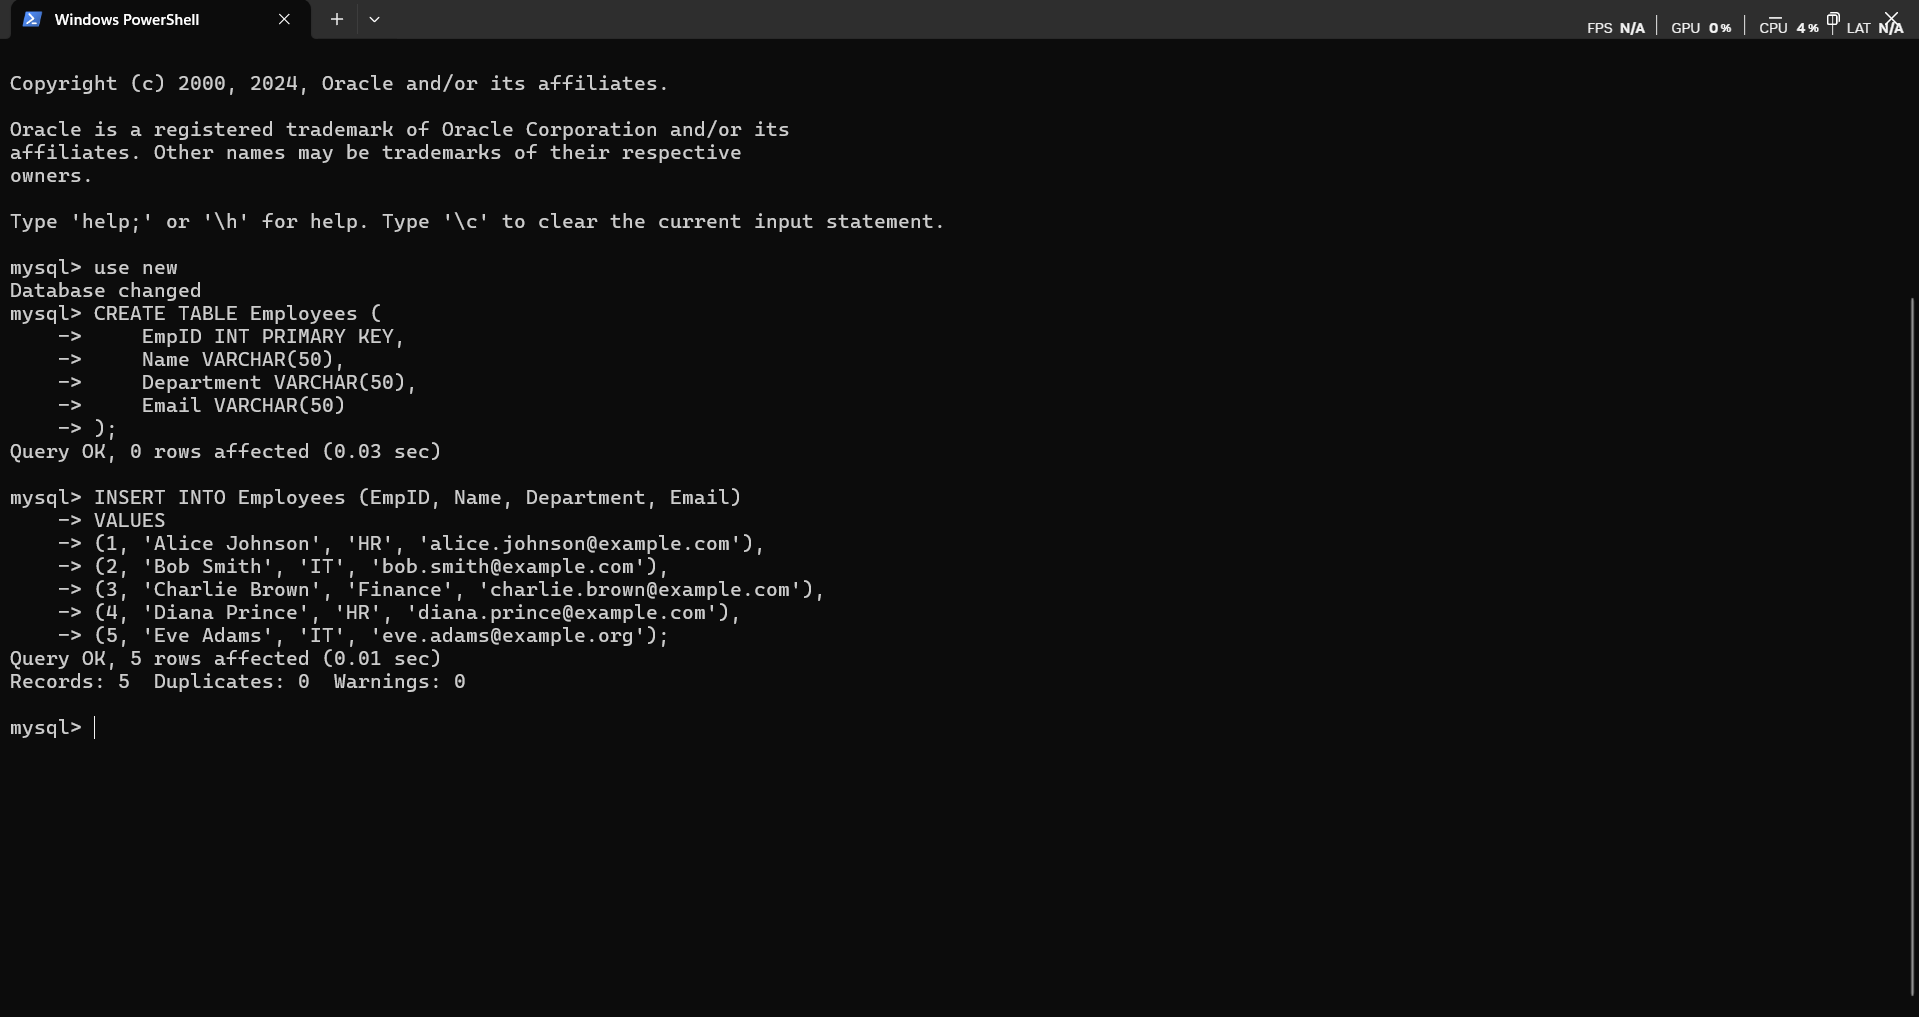 Windows PowerShell
FPS N/A | GPU 0% | CPU 4% | LAT N/A
Copyright (c) 2000, 2024, Oracle and/or its affiliates.
Oracle is a registered trademark of Oracle Corporation and/or its
affiliates. Other names may be trademarks of their respective
owners.
Type 'help;' or '\h' for help. Type '\c' to clear the current input statement.
mysql> use new
Database changed
mysql> CREATE TABLE Employees (
    ->     EmpID INT PRIMARY KEY,
    ->     Name VARCHAR(50),
    ->     Department VARCHAR(50),
    ->     Email VARCHAR(50)
    -> );
Query OK, 0 rows affected (0.03 sec)
mysql> INSERT INTO Employees (EmpID, Name, Department, Email)
    -> VALUES
    -> (1, 'Alice Johnson', 'HR', 'alice.johnson@example.com'),
    -> (2, 'Bob Smith', 'IT', 'bob.smith@example.com'),
    -> (3, 'Charlie Brown', 'Finance', 'charlie.brown@example.com'),
    -> (4, 'Diana Prince', 'HR', 'diana.prince@example.com'),
    -> (5, 'Eve Adams', 'IT', 'eve.adams@example.org');
Query OK, 5 rows affected (0.01 sec)
Records: 5  Duplicates: 0  Warnings: 0
mysql>